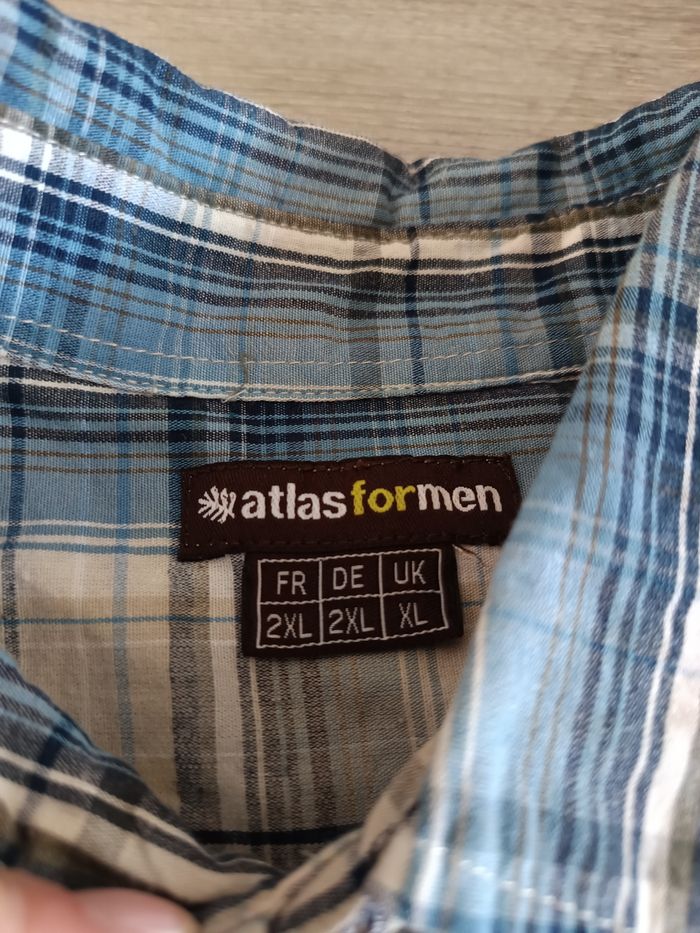 atlasformen
FR DE UK
2XL 2XL XL